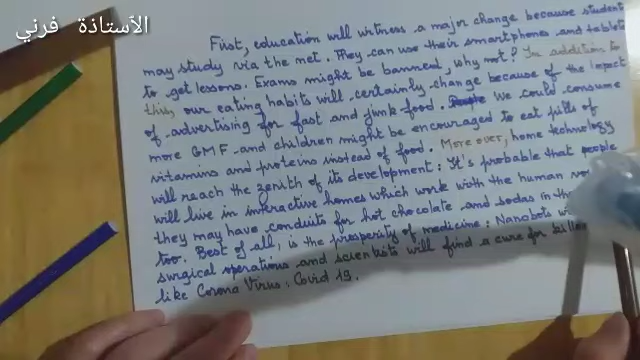 الأستاذة فرني
First, education will witness a major change because student
may study via the net. They can use their smartphones and tablets
to get lessons. Exams might be banned, why not? In addition to
this, our eating habits will certainly change because of the impact
of advertising for fast and junk food. We could consume
more GMF and children might be encouraged to eat pills of
vitamins and proteins instead of food. More over, home technology
will reach the zenith of its development: It's probable that people
will live in interactive homes which work with the human
they may have conduits for hot chocolate and sodas in
too. Best of all, is the prosperity of medicine: Nanobots
surgical operations and scientists will find a cure for
like Corona Virus: Covid 19.